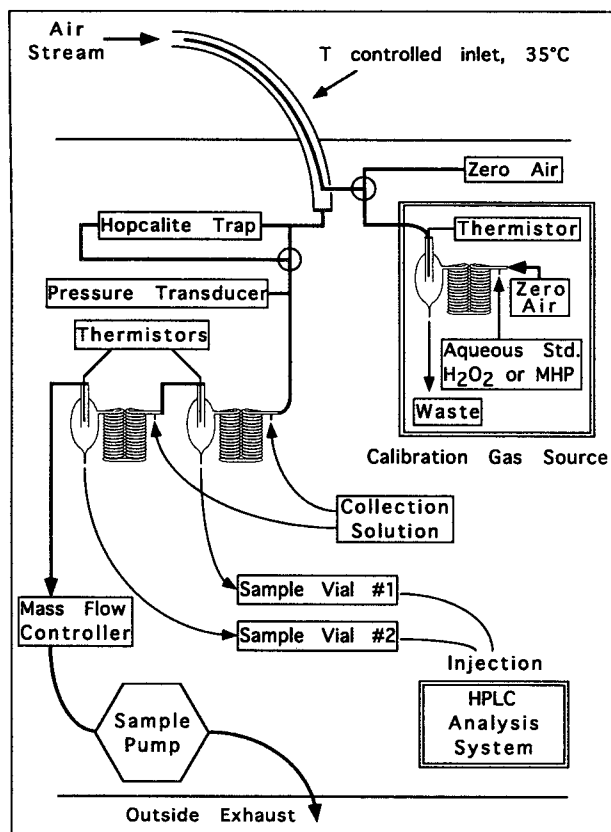 Air
Stream
T controlled inlet, 35°C
Zero Air
Hopcalite Trap
Thermistor
Pressure Transducer
Zero
Air
Thermistors
Aqueous Std.
H2O2 or MHP
Waste
Calibration Gas Source
Collection
Solution
Mass Flow
Controller
Sample Vial #1
Sample Vial #2
Injection
HPLC
Analysis
System
Sample
Pump
Outside Exhaust